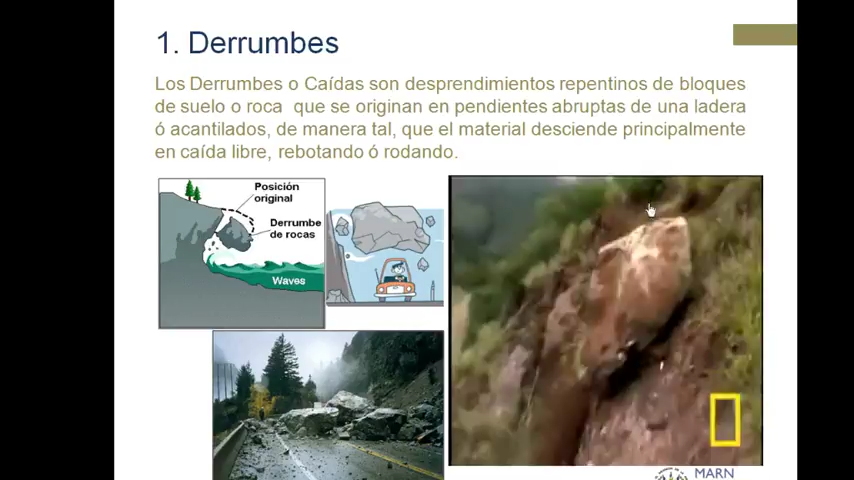 1. Derrumbes
Los Derrumbes o Caídas son desprendimientos repentinos de bloques
de suelo o roca que se originan en pendientes abruptas de una ladera
ó acantilados, de manera tal, que el material desciende principalmente
en caída libre, rebotando ó rodando.
Posición
original
Derrumbe
de rocas
Waves
MARN